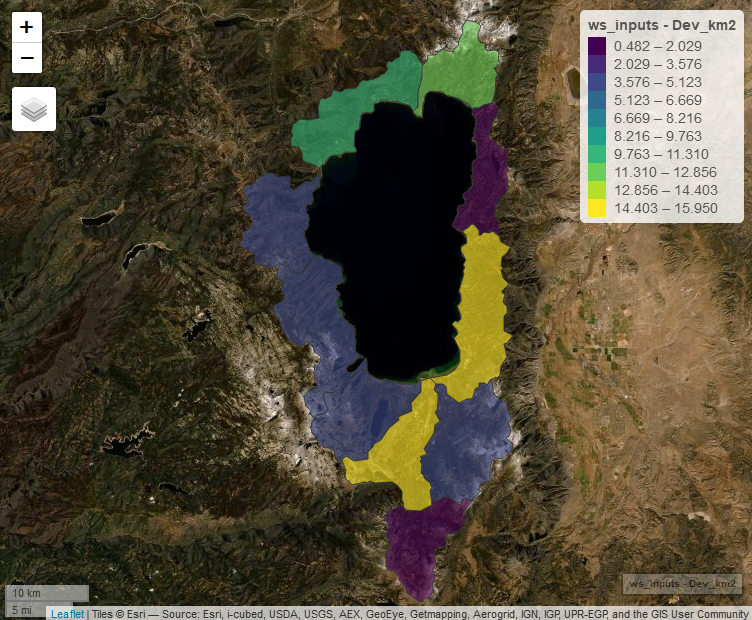 +
−
ws_inputs - Dev_km2
0.482 – 2.029
2.029 – 3.576
3.576 – 5.123
5.123 – 6.669
6.669 – 8.216
8.216 – 9.763
9.763 – 11.310
11.310 – 12.856
12.856 – 14.403
14.403 – 15.950
ws_inputs - Dev_km2
10 km
5 mi
Leaflet | Tiles © Esri — Source: Esri, i-cubed, USDA, USGS, AEX, GeoEye, Getmapping, Aerogrid, IGN, IGP, UPR-EGP, and the GIS User Community